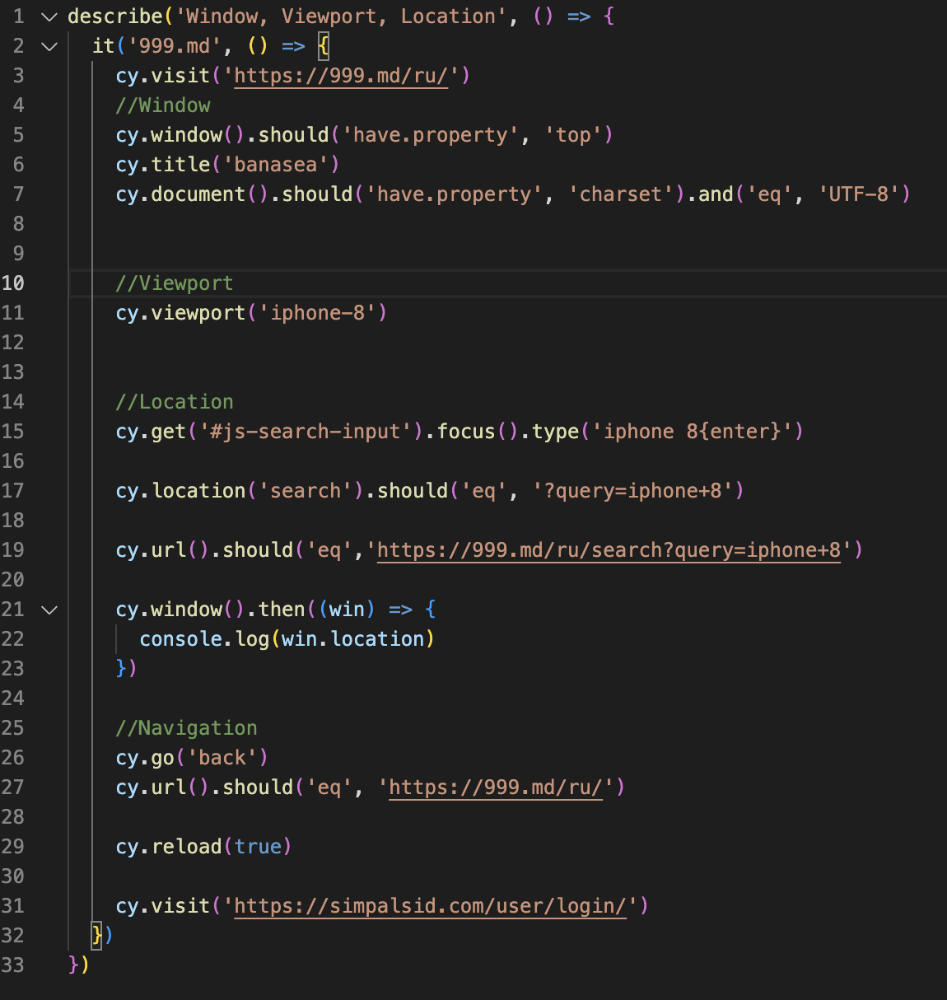 1 describe('Window, Viewport, Location', () => {
2 it('999.md', () => {
3 cy.visit('https://999.md/ru/')
4 //Window
5 cy.window().should('have.property', 'top')
6 cy.title('banasea')
7 cy.document().should('have.property', 'charset').and('eq', 'UTF-8')
8
9
10 //Viewport
11 cy.viewport('iphone-8')
12
13
14 //Location
15 cy.get('#js-search-input').focus().type('iphone 8{enter}')
16
17 cy.location('search').should('eq', '?query=iphone+8')
18
19 cy.url().should('eq','https://999.md/ru/search?query=iphone+8')
20
21 cy.window().then((win) => {
22 console.log(win.location)
23 })
24
25 //Navigation
26 cy.go('back')
27 cy.url().should('eq', 'https://999.md/ru/')
28
29 cy.reload(true)
30
31 cy.visit('https://simpalsid.com/user/login/')
32 })
33 })